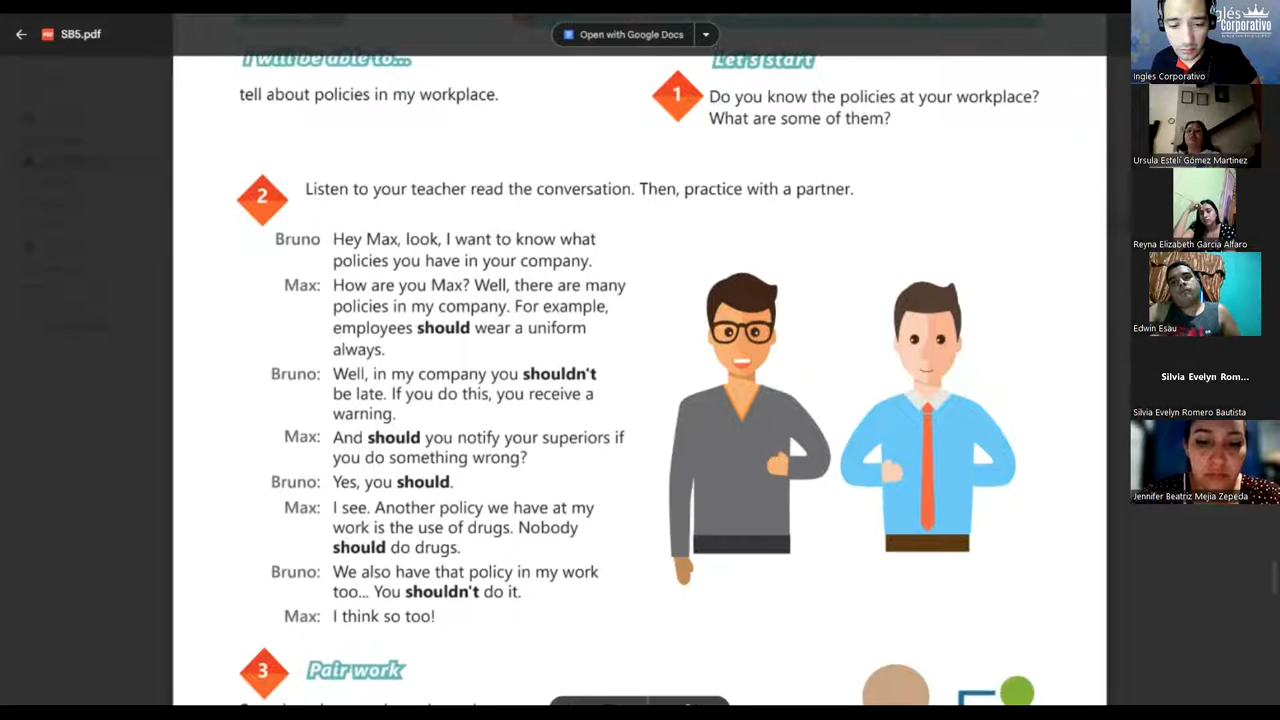 SB5.pdf
Open with Google Docs
I will be able to...
tell about policies in my workplace.
Let's start
1
Do you know the policies at your workplace?
What are some of them?
2
Listen to your teacher read the conversation. Then, practice with a partner.
Bruno Hey Max, look, I want to know what
policies you have in your company.
Max: How are you Max? Well, there are many
policies in my company. For example,
employees should wear a uniform
always.
Bruno: Well, in my company you shouldn't
be late. If you do this, you receive a
warning.
Max: And should you notify your superiors if
you do something wrong?
Bruno: Yes, you should.
Max: I see. Another policy we have at my
work is the use of drugs. Nobody
should do drugs.
Bruno: We also have that policy in my work
too... You shouldn't do it.
Max: I think so too!
3
Pair work
Inglés
Corporativo
Ingles Corporativo
Ursula Estelí Gómez Martinez
Reyna Elizabeth Garcia Alfaro
Edwin Esau
Silvia Evelyn Rom...
Silvia Evelyn Romero Bautista
Jennifer Beatriz Mejia Zepeda